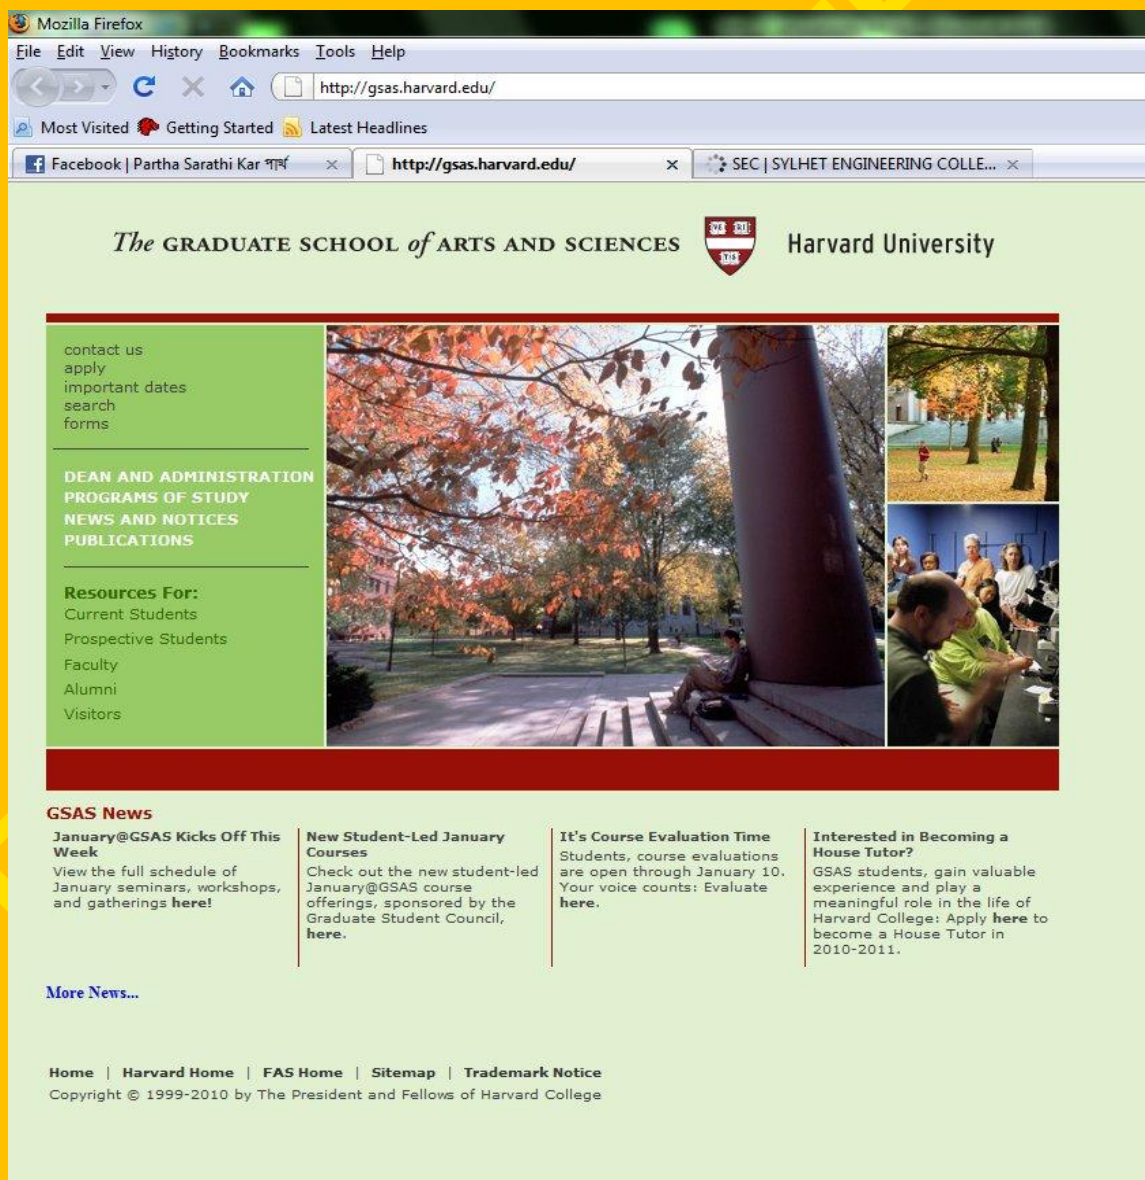 Mozilla Firefox
File Edit View History Bookmarks Tools Help
http://gsas.harvard.edu/
Most Visited Getting Started Latest Headlines
Facebook | Partha Sarathi Kar পার্থ
http://gsas.harvard.edu/
SEC | SYLHET ENGINEERING COLLE...
The GRADUATE SCHOOL of ARTS AND SCIENCES
VE RI TAS
Harvard University
contact us
apply
important dates
search
forms
DEAN AND ADMINISTRATION
PROGRAMS OF STUDY
NEWS AND NOTICES
PUBLICATIONS
Resources For:
Current Students
Prospective Students
Faculty
Alumni
Visitors
GSAS News
January@GSAS Kicks Off This
Week
View the full schedule of
January seminars, workshops,
and gatherings here!
New Student-Led January
Courses
Check out the new student-led
January@GSAS course
offerings, sponsored by the
Graduate Student Council,
here.
It's Course Evaluation Time
Students, course evaluations
are open through January 10.
Your voice counts: Evaluate
here.
Interested in Becoming a
House Tutor?
GSAS students, gain valuable
experience and play a
meaningful role in the life of
Harvard College: Apply here to
become a House Tutor in
2010-2011.
More News...
Home | Harvard Home | FAS Home | Sitemap | Trademark Notice
Copyright © 1999-2010 by The President and Fellows of Harvard College